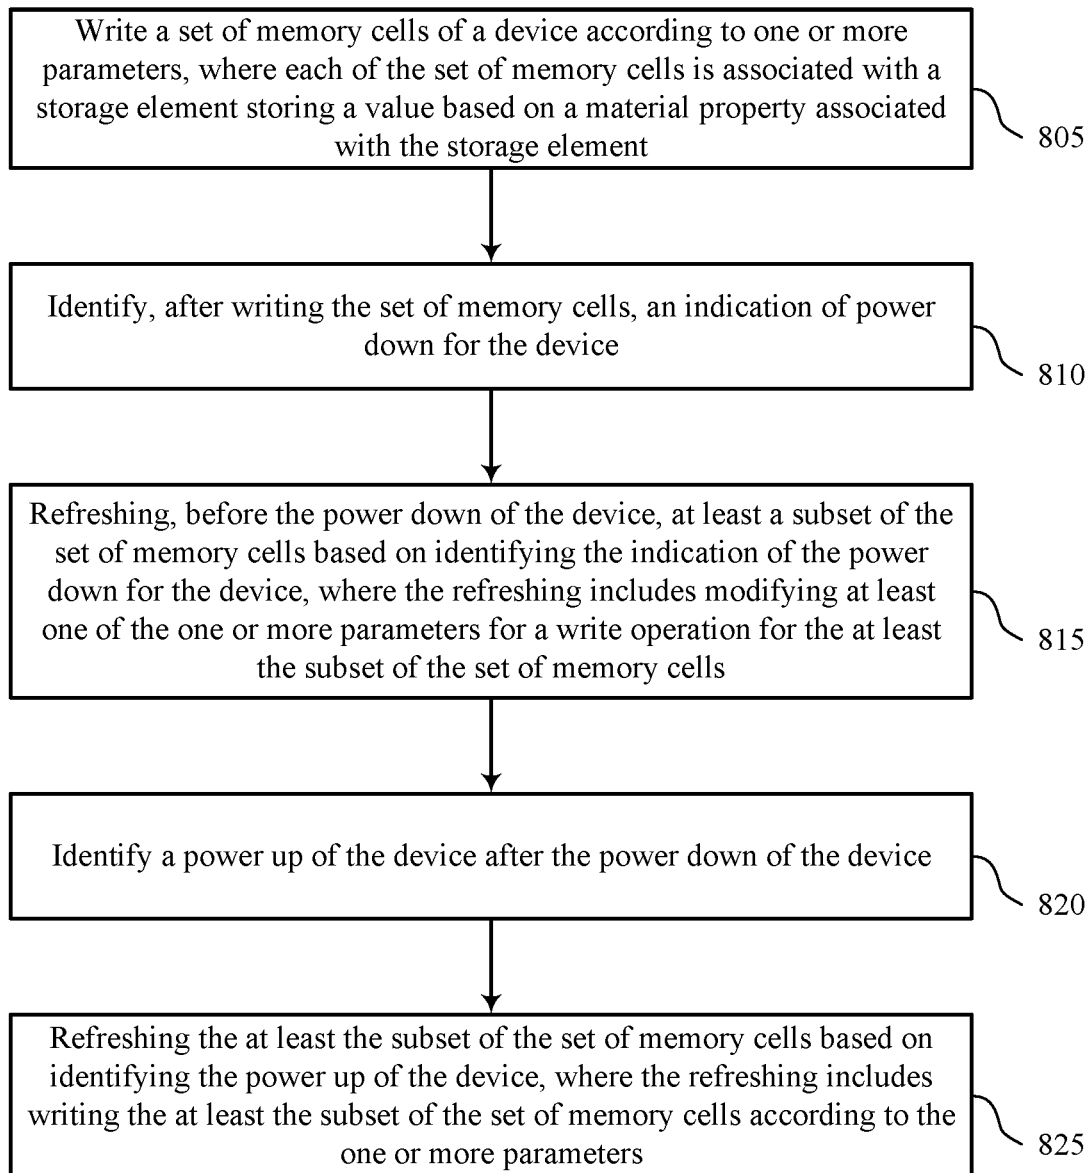 Write a set of memory cells of a device according to one or more
parameters, where each of the set of memory cells is associated with a
storage element storing a value based on a material property associated
with the storage element
805
Identify, after writing the set of memory cells, an indication of power
down for the device
810
Refreshing, before the power down of the device, at least a subset of the
set of memory cells based on identifying the indication of the power
down for the device, where the refreshing includes modifying at least
one of the one or more parameters for a write operation for the at least
the subset of the set of memory cells
815
Identify a power up of the device after the power down of the device
820
Refreshing the at least the subset of the set of memory cells based on
identifying the power up of the device, where the refreshing includes
writing the at least the subset of the set of memory cells according to the
one or more parameters
825